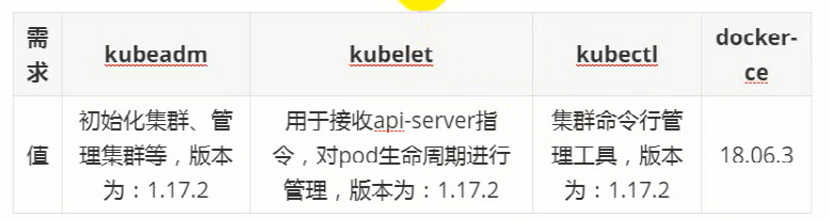 需求
kubeadm
kubelet
kubectl
docker-
ce
值
初始化集群、管
理集群等，版本
为：1.17.2
用于接收api-server指
令，对pod生命周期进行
管理，版本为：1.17.2
集群命令行管
理工具，版本
为：1.17.2
18.06.3